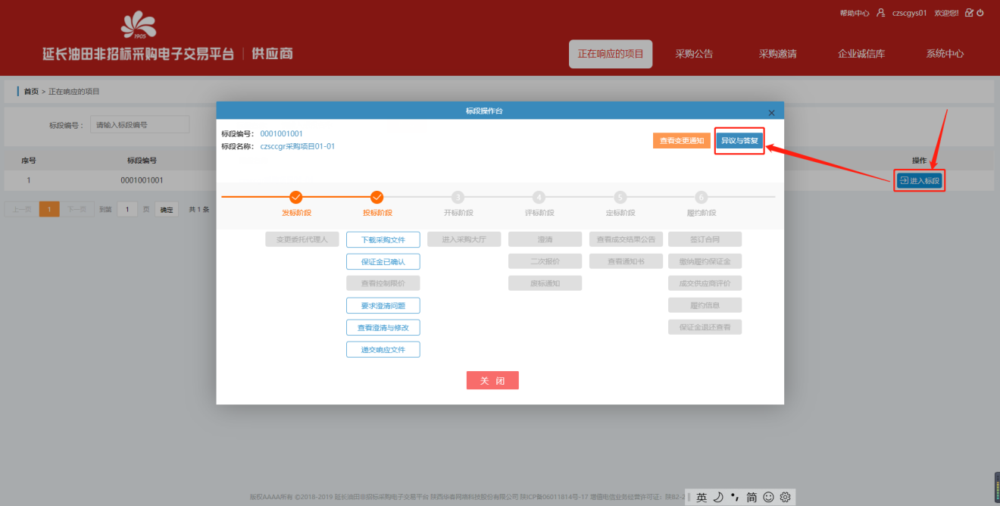 帮助中心 czscgys01 欢迎您!!
1905
延长油田非招标采购电子交易平台 | 供应商
正在响应的项目 采购公告 采购邀请 企业诚信库 系统中心
首页 > 正在响应的项目
标段操作台
标段编号: 请输入标段编号
标段编号: 0001001001
查看变更通知 异议与答复
标段名称: czsccgr采购项目01-01
序号 标段编号 操作
1 0001001001 进入标段
上一页 1 下一页 到第 1 页 确定 共 1 条
3 4 5 6
发标阶段 投标阶段 开标阶段 评标阶段 定标阶段 履约阶段
变更委托代理人 下载采购文件 进入采购大厅 澄清 查看成交结果公告 签订合同
保证金已确认 二次报价 查看通知书 缴纳履约保证金
查看控制限价 废标通知 成交供应商评价
要求澄清问题 履约信息
查看澄清与修改 保证金退还查看
递交响应文件
关 闭
版权AAAA所有 ©2018-2019 延长油田非招标采购电子交易平台 陕西华春网络科技股份有限公司 陕ICP备06011814号-17 增值电信业务经营许可证：陕B2-2
英 简